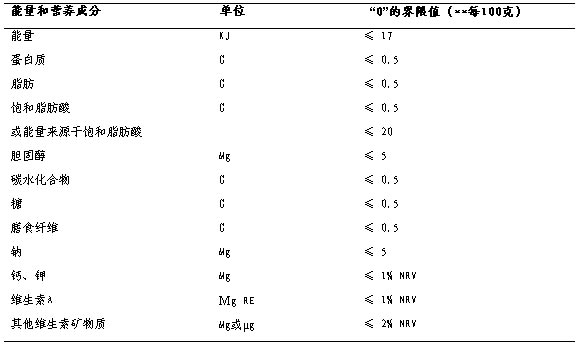 能量和营养成分 单位 “0”的界限值（××每100克）
能量 KJ ≤ 17
蛋白质 G ≤ 0.5
脂肪 G ≤ 0.5
饱和脂肪酸 G ≤ 0.5
或能量来源于饱和脂肪酸 ≤ 20
胆固醇 Mg ≤ 5
碳水化合物 G ≤ 0.5
糖 G ≤ 0.5
膳食纤维 G ≤ 0.5
钠 Mg ≤ 5
钙、钾 Mg ≤ 1% NRV
维生素A Mg RE ≤ 1% NRV
其他维生素矿物质 Mg或μg ≤ 2% NRV